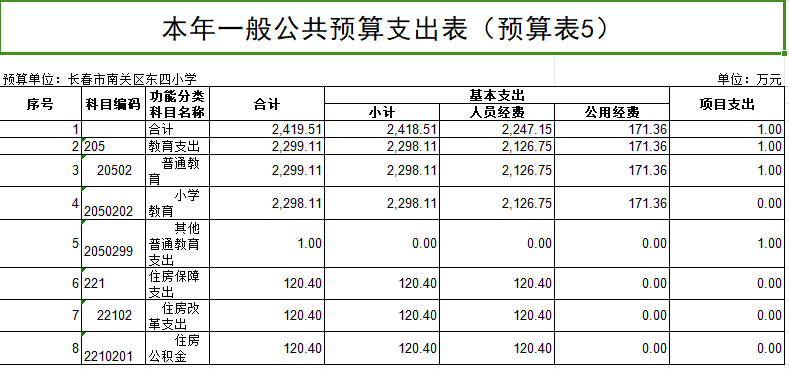 本年一般公共预算支出表（预算表5）
预算单位：长春市南关区东四小学 单位：万元
序号 科目编码 功能分类科目名称 合计 基本支出 项目支出
小计 人员经费 公用经费
1 合计 2,419.51 2,418.51 2,247.15 171.36 1.00
2 205 教育支出 2,299.11 2,298.11 2,126.75 171.36 1.00
3 20502 普通教育 2,299.11 2,298.11 2,126.75 171.36 1.00
4 2050202 小学教育 2,298.11 2,298.11 2,126.75 171.36 0.00
5 2050299 其他普通教育支出 1.00 0.00 0.00 0.00 1.00
6 221 住房保障支出 120.40 120.40 120.40 0.00 0.00
7 22102 住房改革支出 120.40 120.40 120.40 0.00 0.00
8 2210201 住房公积金 120.40 120.40 120.40 0.00 0.00